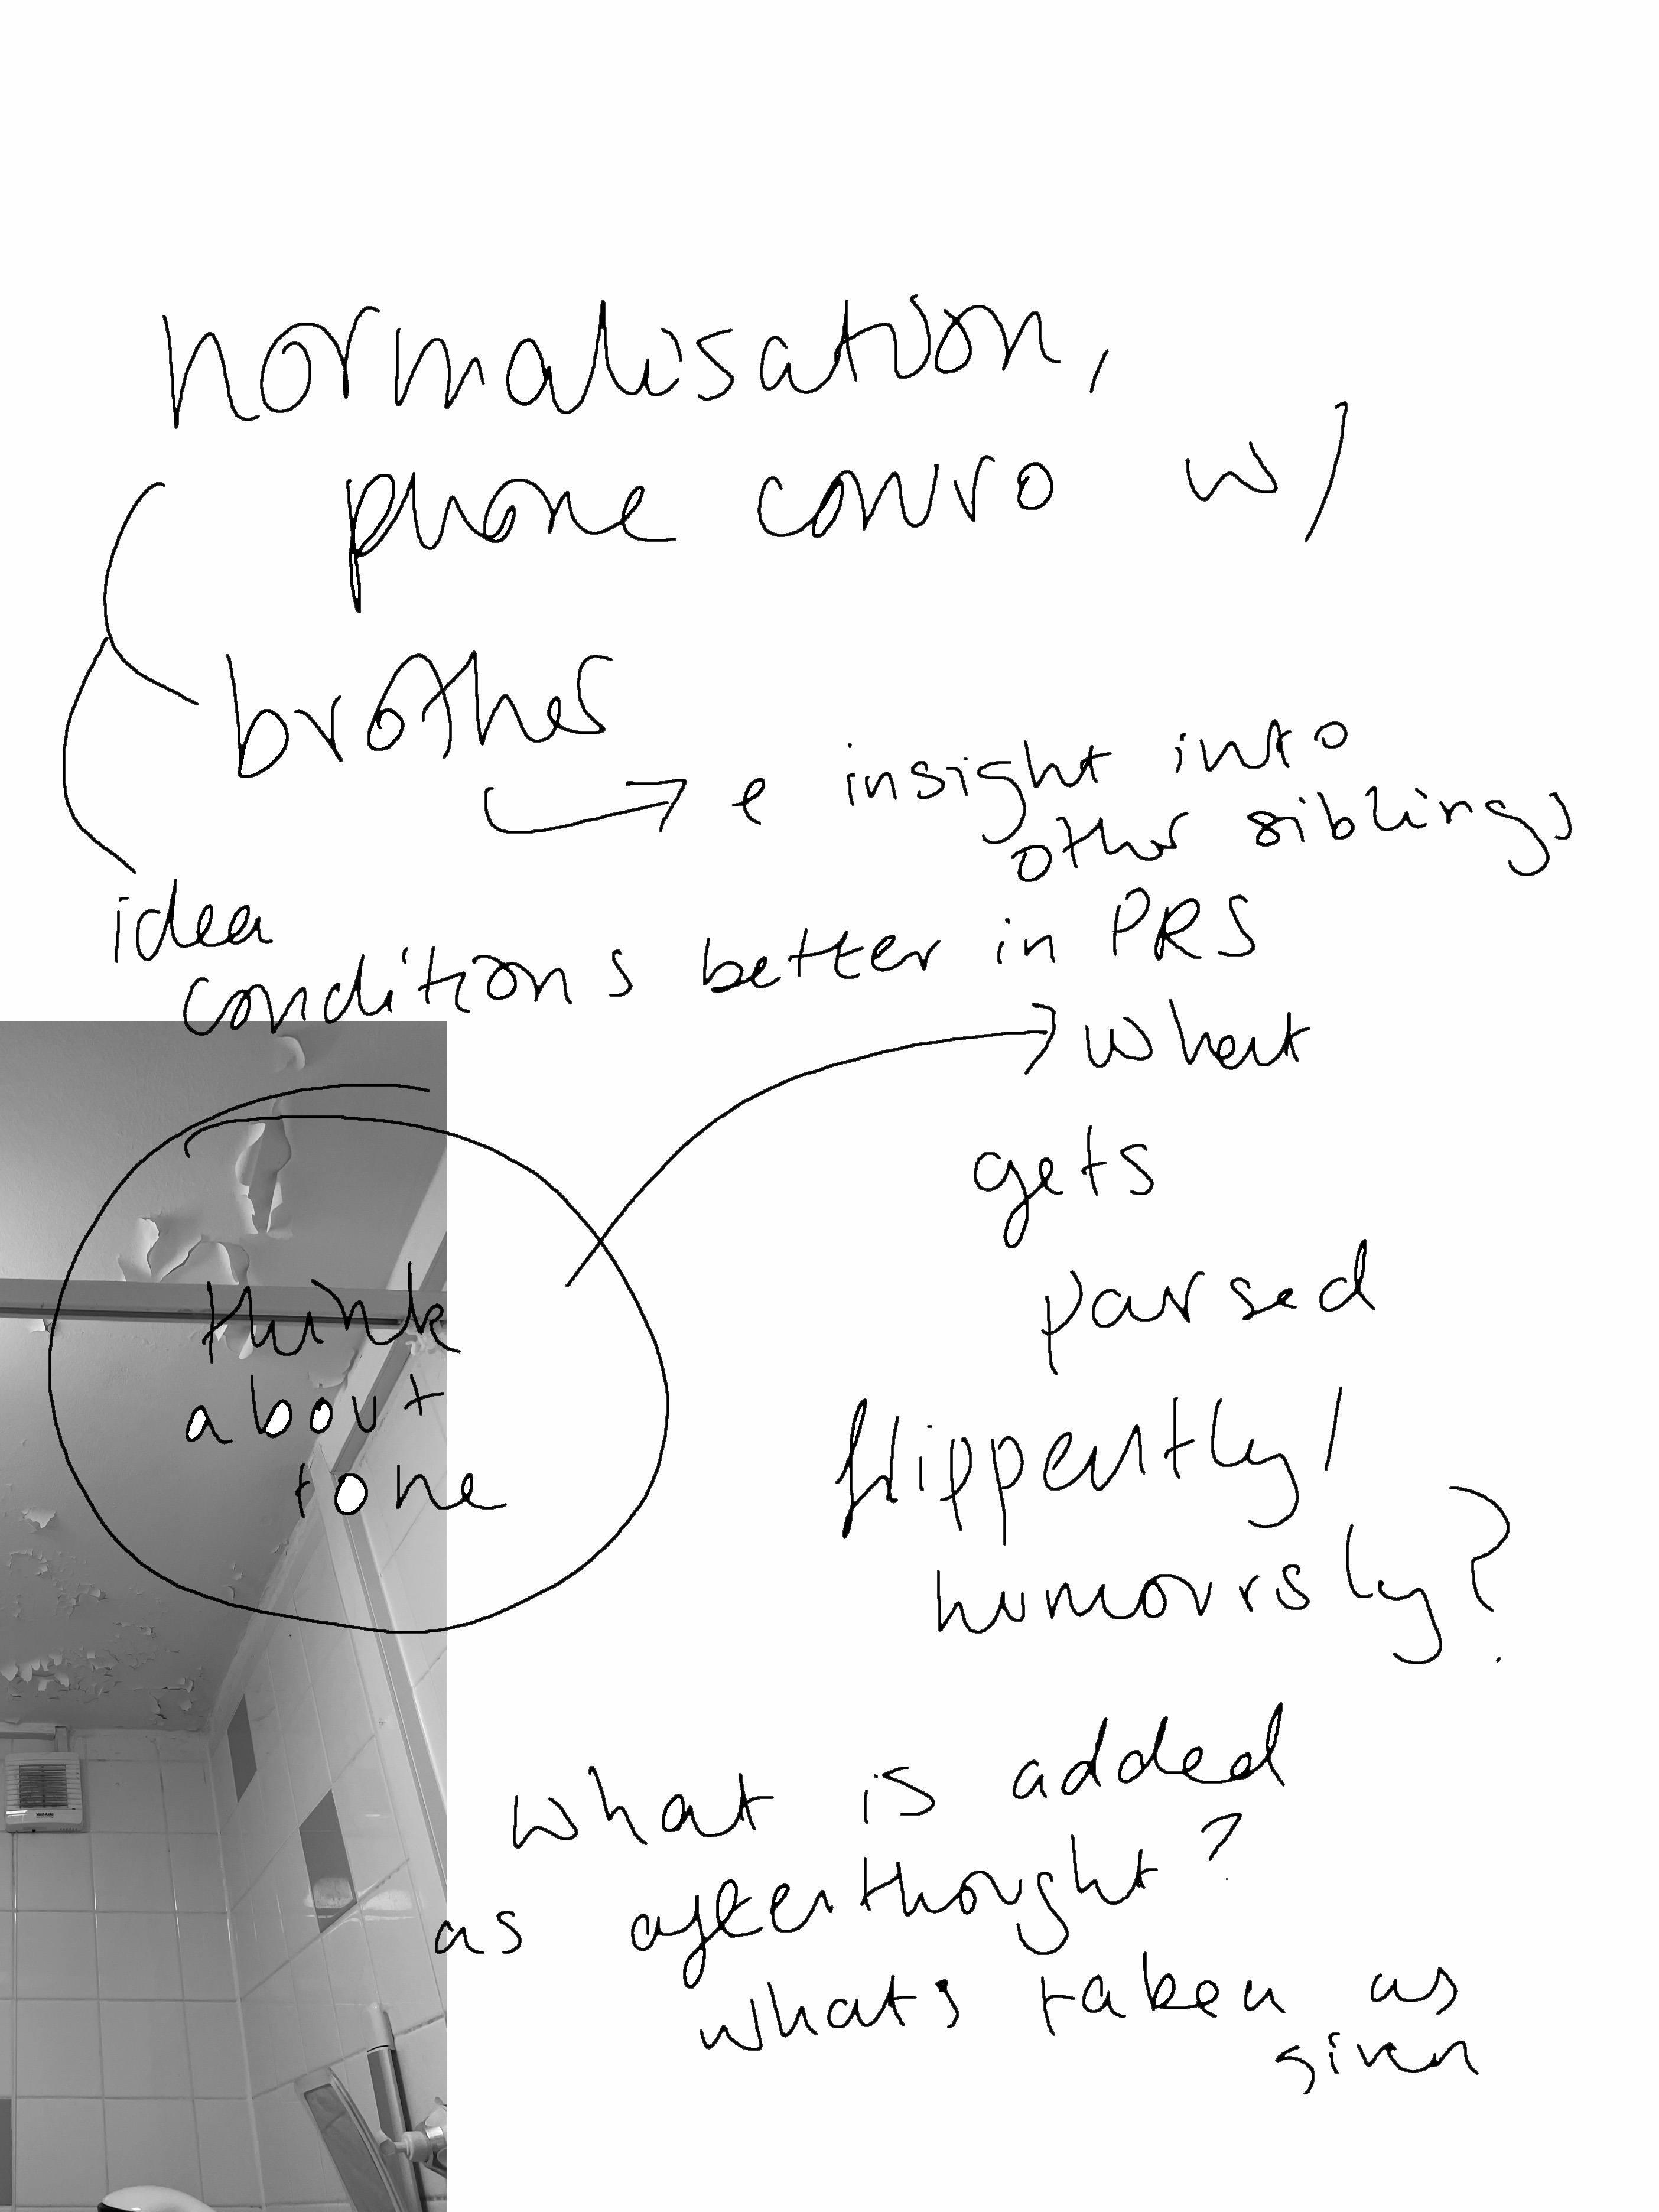 normalisation,
phone convo w/
brother
e insight into
other siblings
idea
conditions better in PRS
think
about
tone
what
gets
parsed
flippently/
humoursly?
what is added
as afterthought?
whats taken as
given